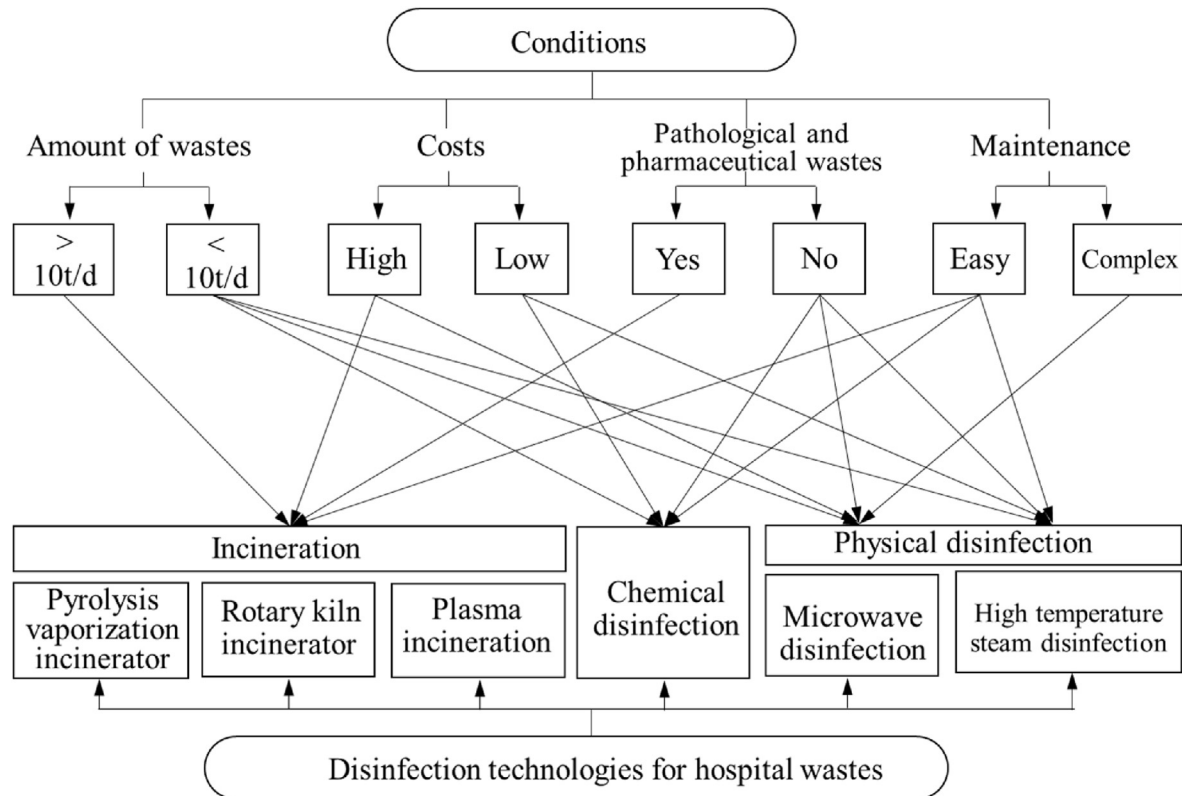 Conditions
Amount of wastes
Costs
Pathological and
pharmaceutical wastes
Maintenance
>
10t/d
<
10t/d
High
Low
Yes
No
Easy
Complex
Incineration
Pyrolysis
vaporization
incinerator
Rotary kiln
incinerator
Plasma
incineration
Chemical
disinfection
Physical disinfection
Microwave
disinfection
High temperature
steam disinfection
Disinfection technologies for hospital wastes